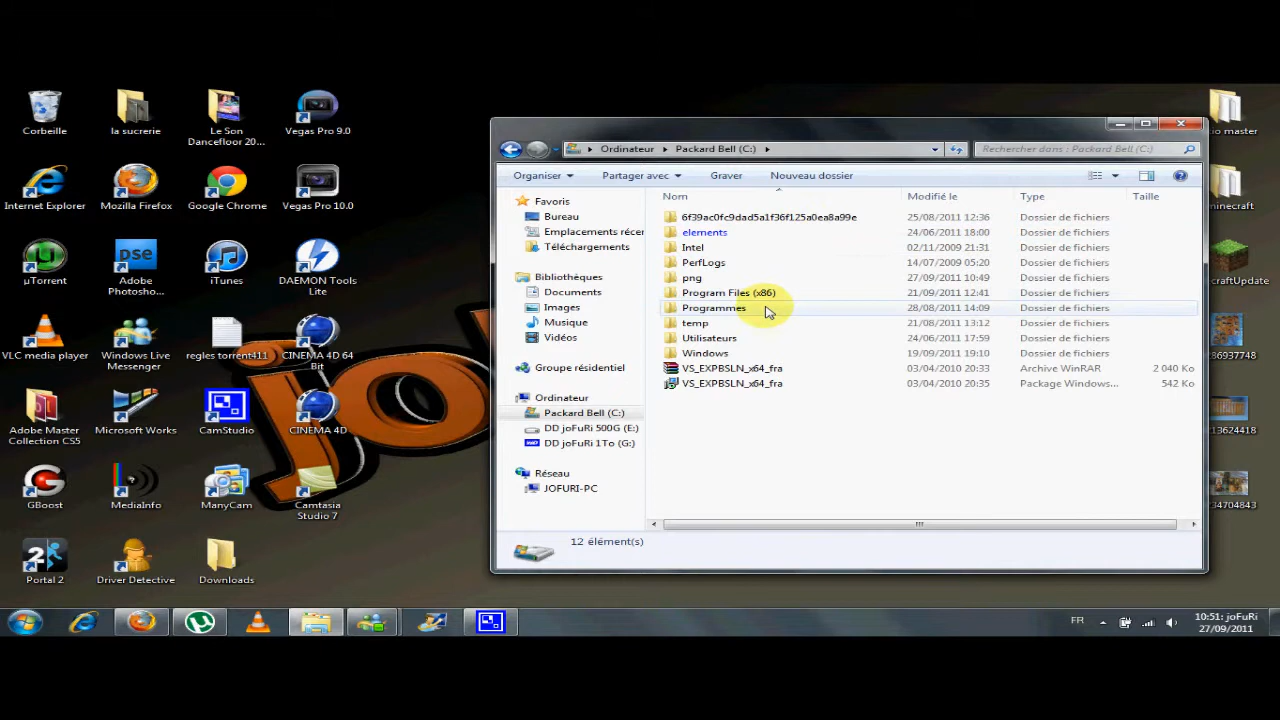 Corbeille
la sucrerie
Le Son
Dancefloor 20...
Vegas Pro 9.0
Internet Explorer
Mozilla Firefox
Google Chrome
Vegas Pro 10.0
µTorrent
Adobe
Photosho...
iTunes
DAEMON Tools
Lite
VLC media player
Windows Live
Messenger
regles torrent411
CINEMA 4D 64
Bit
Adobe Master
Collection CS5
Microsoft Works
CamStudio
CINEMA 4D
GBoost
MediaInfo
ManyCam
Camtasia
Studio 7
Portal 2
Driver Detective
Downloads
Ordinateur
Packard Bell (C:)
Rechercher dans : Packard Bell (C:)
Organiser
Partager avec
Graver
Nouveau dossier
Favoris
Bureau
Emplacements récer
Téléchargements
Bibliothèques
Documents
Images
Musique
Vidéos
Groupe résidentiel
Ordinateur
Packard Bell (C:)
DD joFuRi 500G (E:)
DD joFuRi 1To (G:)
Réseau
JOFURI-PC
Nom Modifié le Type Taille
6f39ac0fc9dad5a1f36f125a0ea8a99e 25/08/2011 12:36 Dossier de fichiers
elements 24/06/2011 18:00 Dossier de fichiers
Intel 02/11/2009 21:31 Dossier de fichiers
PerfLogs 14/07/2009 05:20 Dossier de fichiers
png 27/09/2011 10:49 Dossier de fichiers
Program Files (x86) 21/09/2011 12:41 Dossier de fichiers
Programmes 28/08/2011 14:09 Dossier de fichiers
temp 21/08/2011 13:12 Dossier de fichiers
Utilisateurs 24/06/2011 17:59 Dossier de fichiers
Windows 19/09/2011 19:10 Dossier de fichiers
VS_EXPBSLN_x64_fra 03/04/2010 20:33 Archive WinRAR 2 040 Ko
VS_EXPBSLN_x64_fra 03/04/2010 20:35 Package Windows... 542 Ko
12 élément(s)
io master
minecraft
craftUpdate
286937748
13624418
234704843
FR
10:51: joFuRi
27/09/2011